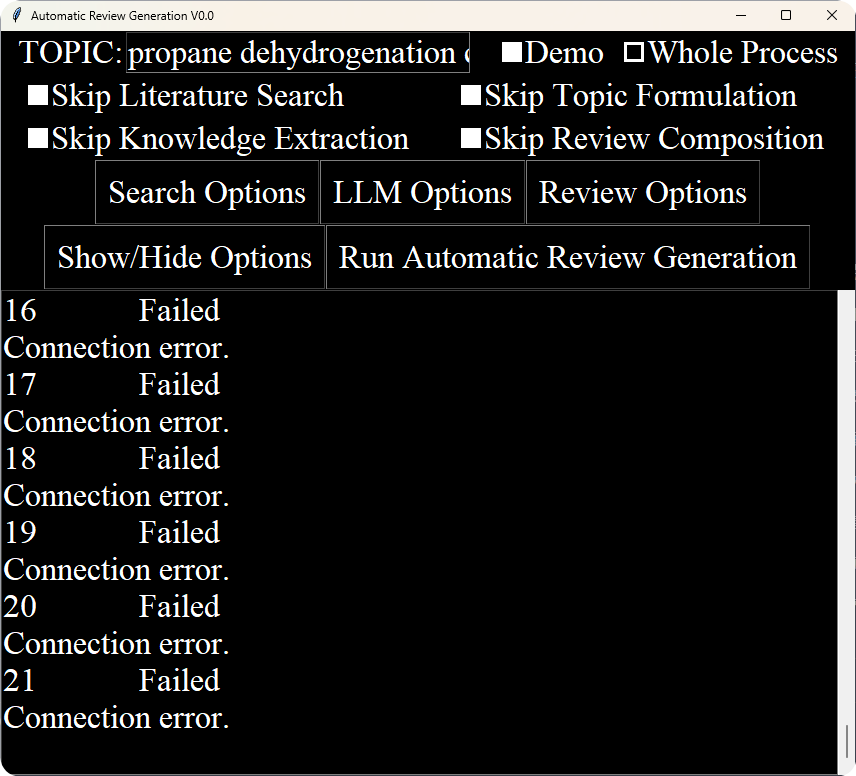 Automatic Review Generation V0.0
TOPIC: propane dehydrogenation Demo Whole Process
Skip Literature Search Skip Topic Formulation
Skip Knowledge Extraction Skip Review Composition
Search Options LLM Options Review Options
Show/Hide Options Run Automatic Review Generation
16 Failed
Connection error.
17 Failed
Connection error.
18 Failed
Connection error.
19 Failed
Connection error.
20 Failed
Connection error.
21 Failed
Connection error.